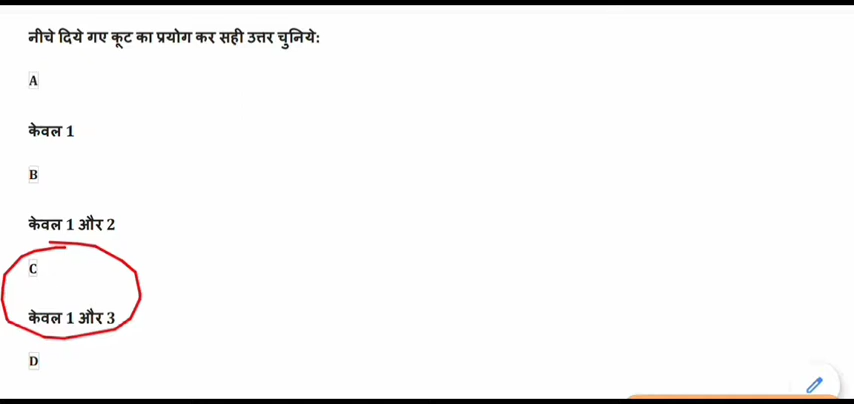 नीचे दिये गए कूट का प्रयोग कर सही उत्तर चुनिये:
A
केवल 1
B
केवल 1 और 2
C
केवल 1 और 3
D